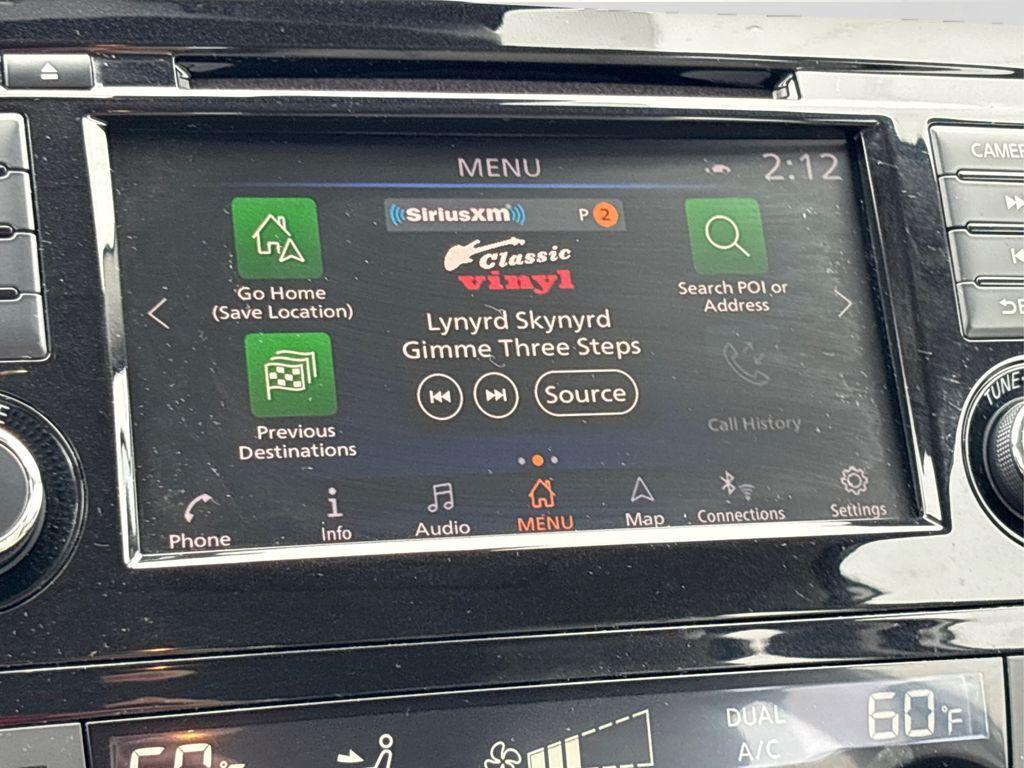 CAMER
MENU
2:12
SiriusXM
P 2
Classic
vinyl
Go Home
(Save Location)
Search POI or
Address
Lynyrd Skynyrd
Gimme Three Steps
Source
Previous
Destinations
Call History
Phone
Info
Audio
MENU
Map
Connections
Settings
TUNE
DUAL
A/C
60°F